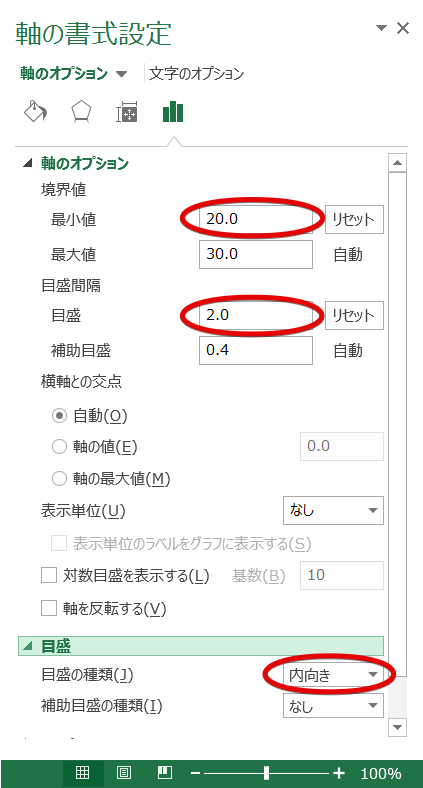 軸の書式設定
軸のオプション 文字のオプション
軸のオプション
境界値
最小値 20.0 リセット
最大値 30.0 自動
目盛間隔
目盛 2.0 リセット
補助目盛 0.4 自動
横軸との交点
自動(O)
軸の値(E) 0.0
軸の最大値(M)
表示単位(U) なし
表示単位のラベルをグラフに表示する(S)
対数目盛を表示する(L) 基数(B) 10
軸を反転する(V)
目盛
目盛の種類(J) 内向き
補助目盛の種類(I) なし
100%